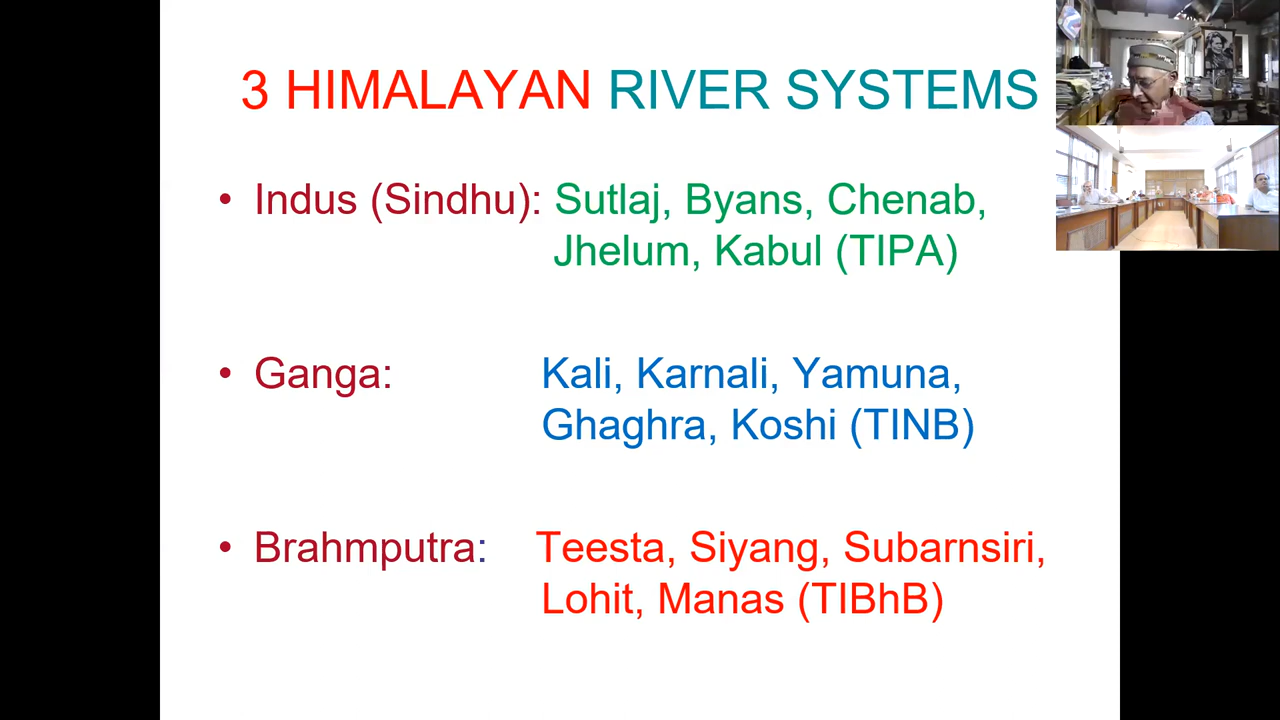 3 HIMALAYAN RIVER SYSTEMS
• Indus (Sindhu): Sutlaj, Byans, Chenab,
Jhelum, Kabul (TIPA)
• Ganga: Kali, Karnali, Yamuna,
Ghaghra, Koshi (TINB)
• Brahmputra: Teesta, Siyang, Subarnsiri,
Lohit, Manas (TIBhB)